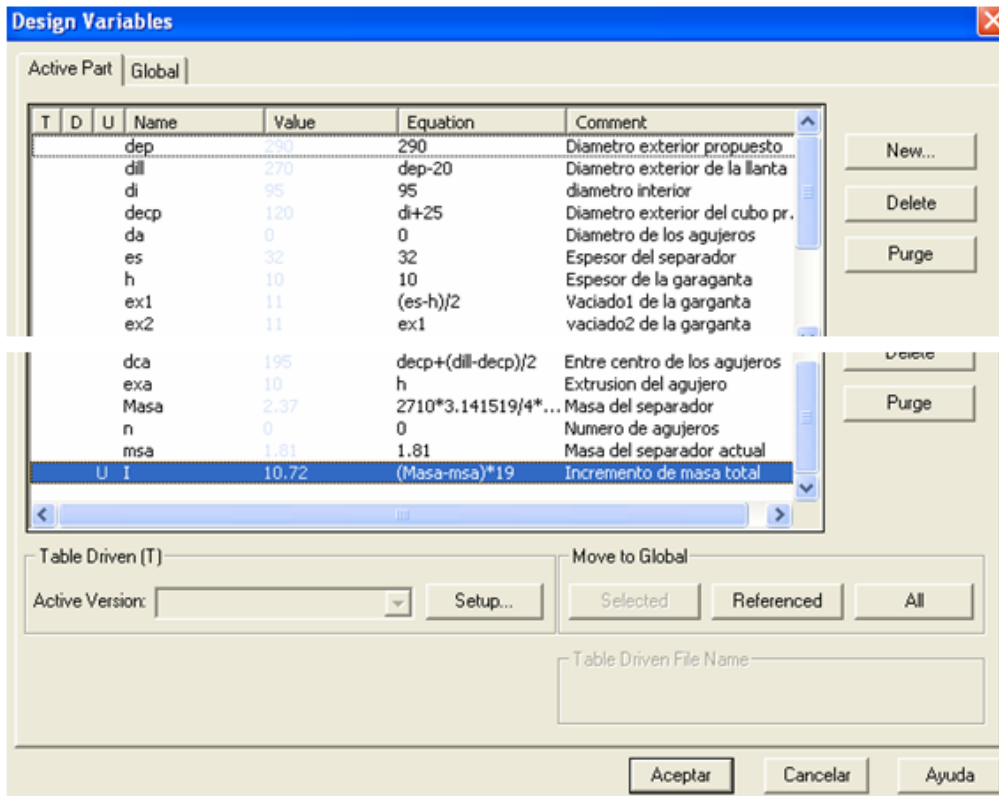 Design Variables
Active Part Global
T D U Name Value Equation Comment
dep 290 290 Diametro exterior propuesto
dill 270 dep-20 Diametro exterior de la llanta
di 95 95 diametro interior
decp 120 di+25 Diametro exterior del cubo pr.
da 0 0 Diametro de los agujeros
es 32 32 Espesor del separador
h 10 10 Espesor de la garaganta
ex1 11 (es-h)/2 Vaciado1 de la garganta
ex2 11 ex1 vaciado2 de la garganta
New...
Delete
Purge
dca 195 decp+(dill-decp)/2 Entre centro de los agujeros
exa 10 h Extrusion del agujero
Masa 2.37 2710*3.141519/4*... Masa del separador
n 0 0 Numero de agujeros
msa 1.81 1.81 Masa del separador actual
U I 10.72 (Masa-msa)*19 Incremento de masa total
Delete
Purge
Table Driven (T)
Active Version: Setup...
Move to Global
Selected Referenced All
Table Driven File Name
Aceptar Cancelar Ayuda